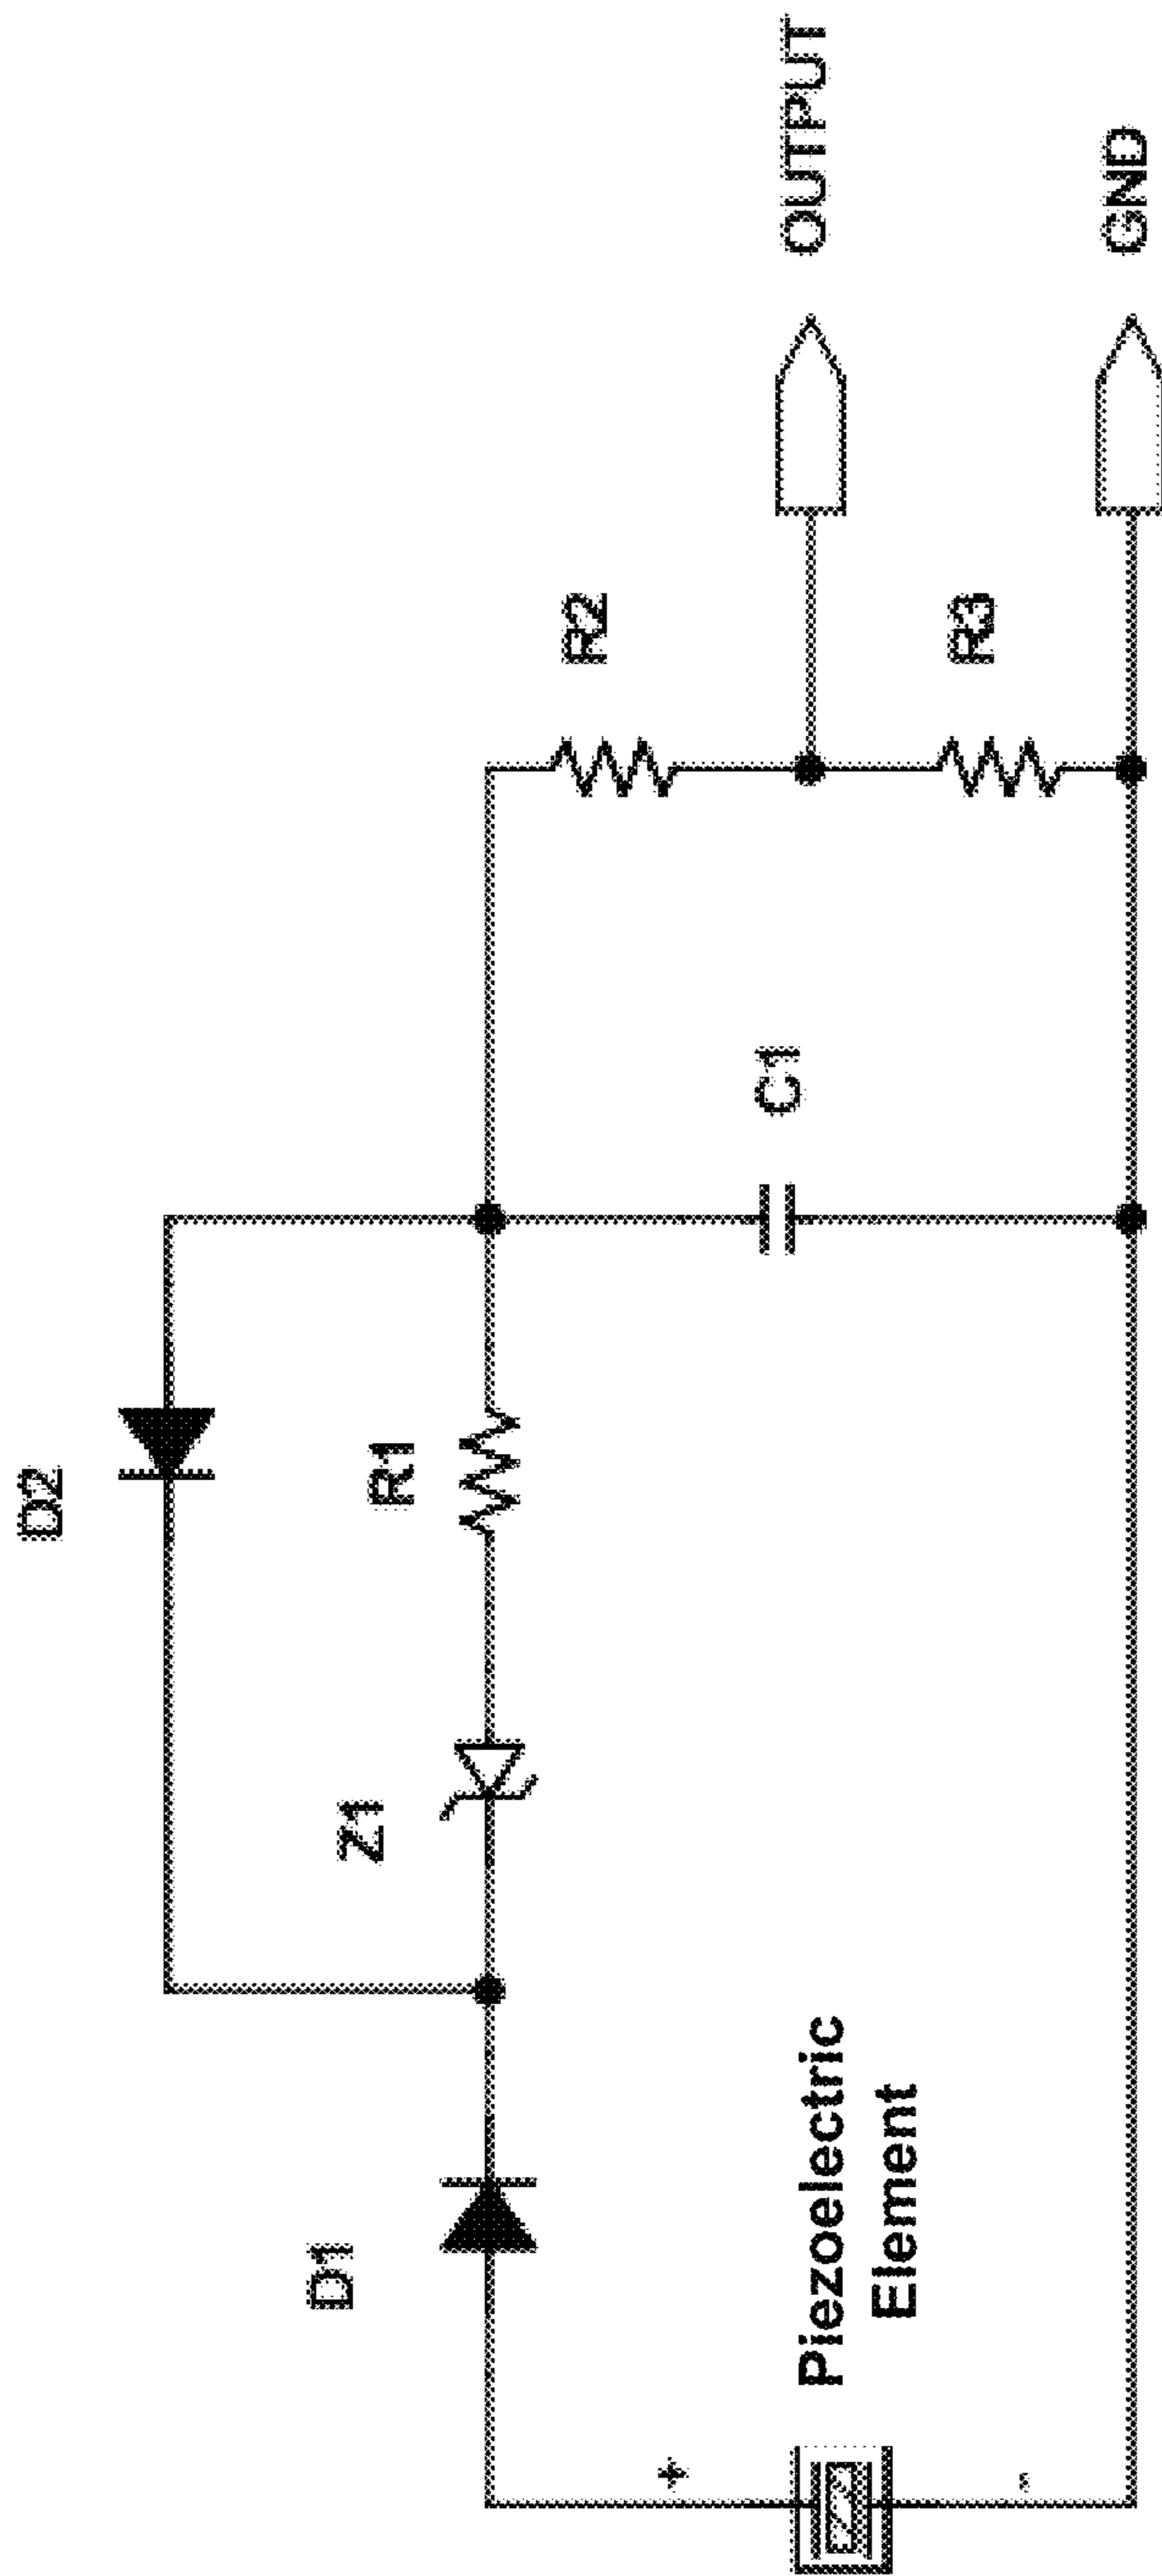 D2
D1
Z1
R1
R2
C1
OUTPUT
+
Piezoelectric
Element
R3
-
GND